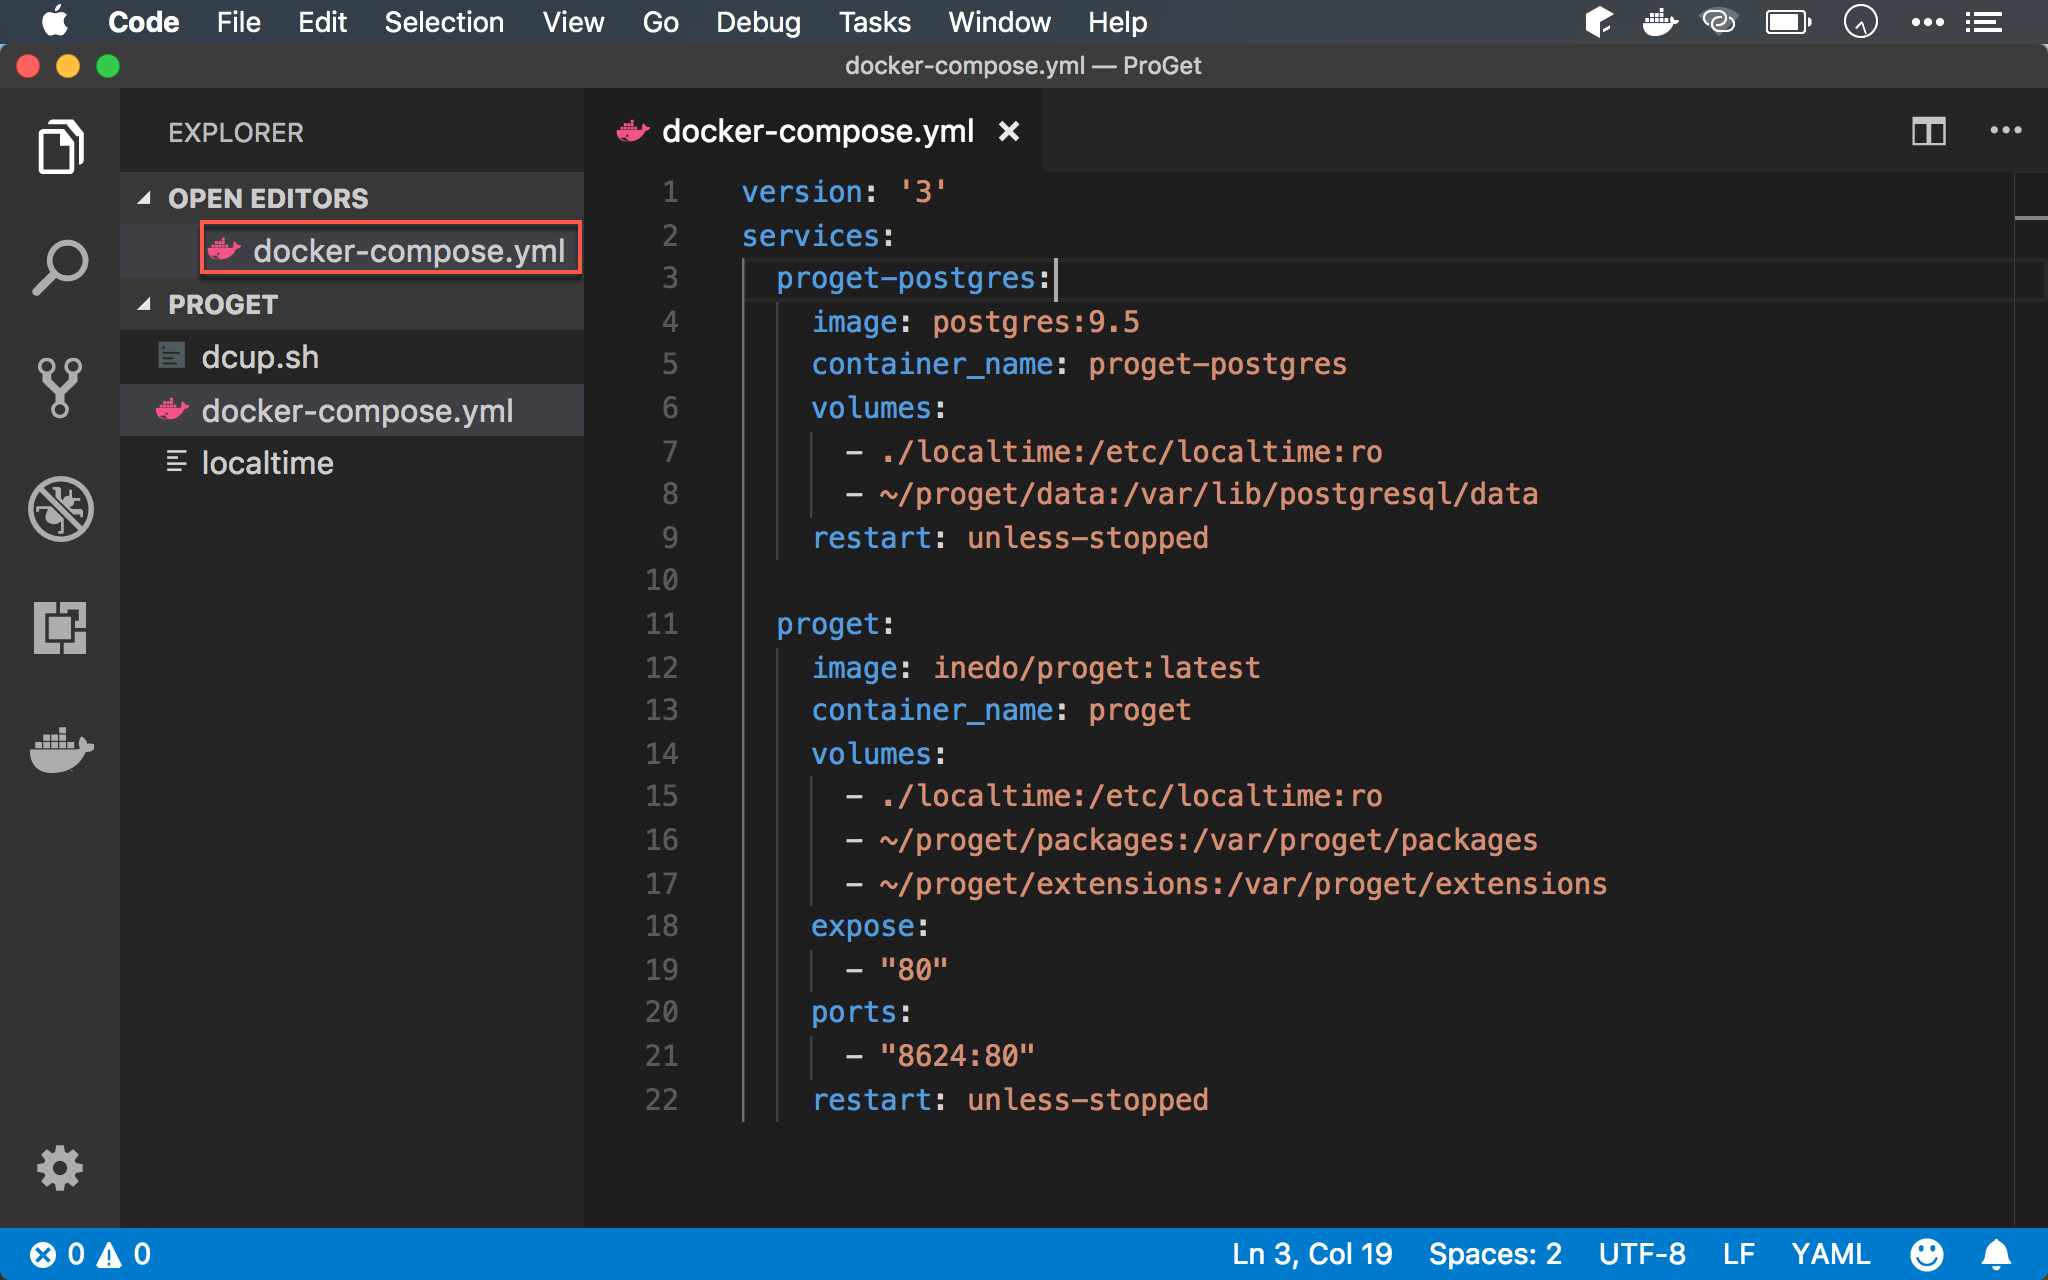 Code File Edit Selection View Go Debug Tasks Window Help
docker-compose.yml — ProGet
EXPLORER
OPEN EDITORS
docker-compose.yml
PROGET
dcup.sh
docker-compose.yml
localtime
docker-compose.yml
1 version: '3'
2 services:
3 proget-postgres:
4 image: postgres:9.5
5 container_name: proget-postgres
6 volumes:
7 - ./localtime:/etc/localtime:ro
8 - ~/proget/data:/var/lib/postgresql/data
9 restart: unless-stopped
10
11 proget:
12 image: inedo/proget:latest
13 container_name: proget
14 volumes:
15 - ./localtime:/etc/localtime:ro
16 - ~/proget/packages:/var/proget/packages
17 - ~/proget/extensions:/var/proget/extensions
18 expose:
19 - "80"
20 ports:
21 - "8624:80"
22 restart: unless-stopped
0 0 Ln 3, Col 19 Spaces: 2 UTF-8 LF YAML